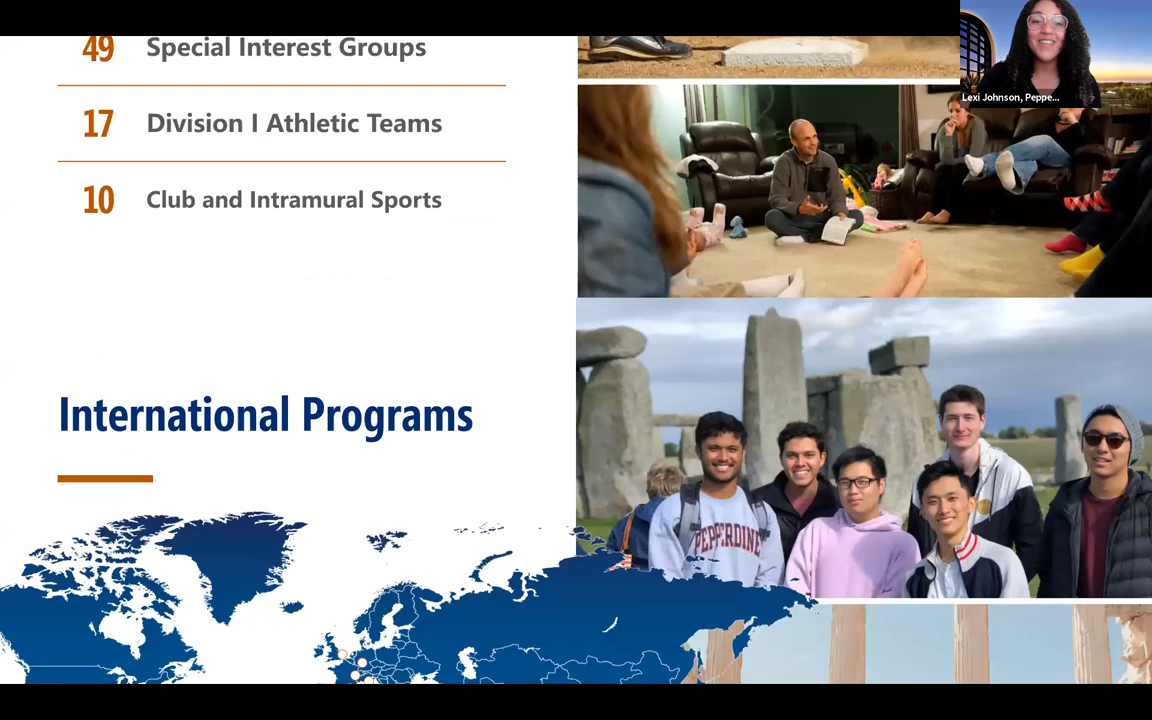 49 Special Interest Groups
17 Division I Athletic Teams
10 Club and Intramural Sports
International Programs
Lexi Johnson, Peppe...
PEPPERDINE